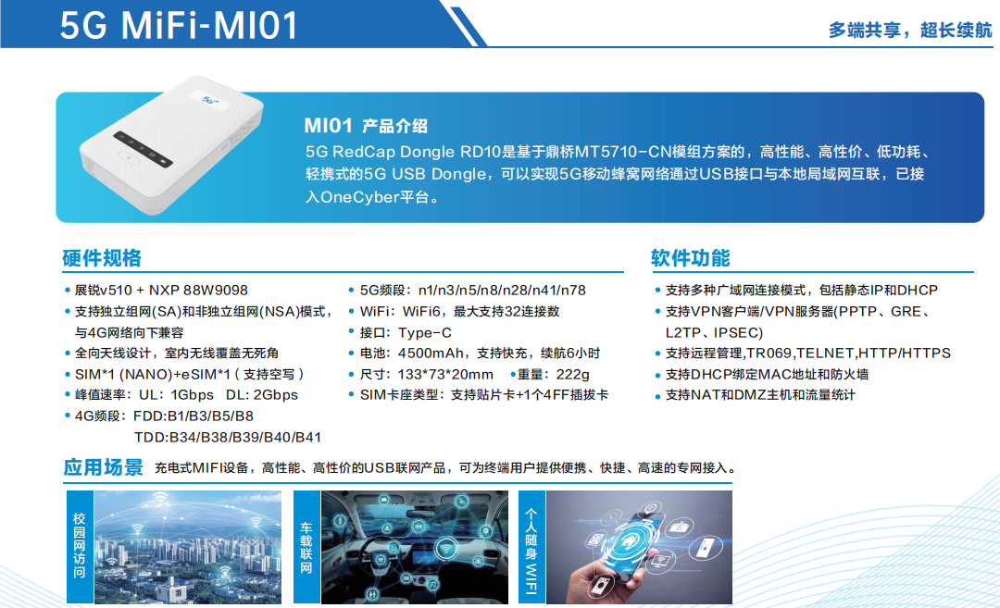 5G MiFi-MI01
多端共享，超长续航
5G
MI01 产品介绍
5G RedCap Dongle RD10是基于鼎桥MT5710-CN模组方案的，高性能、高性价、低功耗、
轻携式的5G USB Dongle，可以实现5G移动蜂窝网络通过USB接口与本地局域网互联，已接
入OneCyber平台。
硬件规格
• 展锐v510 + NXP 88W9098
• 支持独立组网(SA)和非独立组网(NSA)模式，
与4G网络向下兼容
• 全向天线设计，室内无线覆盖无死角
• SIM*1 (NANO)+eSIM*1（支持空写）
• 峰值速率：UL：1Gbps DL: 2Gbps
• 4G频段：FDD:B1/B3/B5/B8
TDD:B34/B38/B39/B40/B41
• 5G频段：n1/n3/n5/n8/n28/n41/n78
• WiFi：WiFi6，最大支持32连接数
• 接口：Type-C
• 电池：4500mAh，支持快充，续航6小时
• 尺寸：133*73*20mm •重量：222g
• SIM卡座类型：支持贴片卡+1个4FF插拔卡
软件功能
• 支持多种广域网连接模式，包括静态IP和DHCP
• 支持VPN客户端/VPN服务器(PPTP、GRE、
L2TP、IPSEC)
• 支持远程管理,TR069,TELNET,HTTP/HTTPS
• 支持DHCP绑定MAC地址和防火墙
• 支持NAT和DMZ主机和流量统计
应用场景 充电式MIFI设备，高性能、高性价的USB联网产品，可为终端用户提供便携、快捷、高速的专网接入。
校园网访问
车载联网
个人随身WIFI